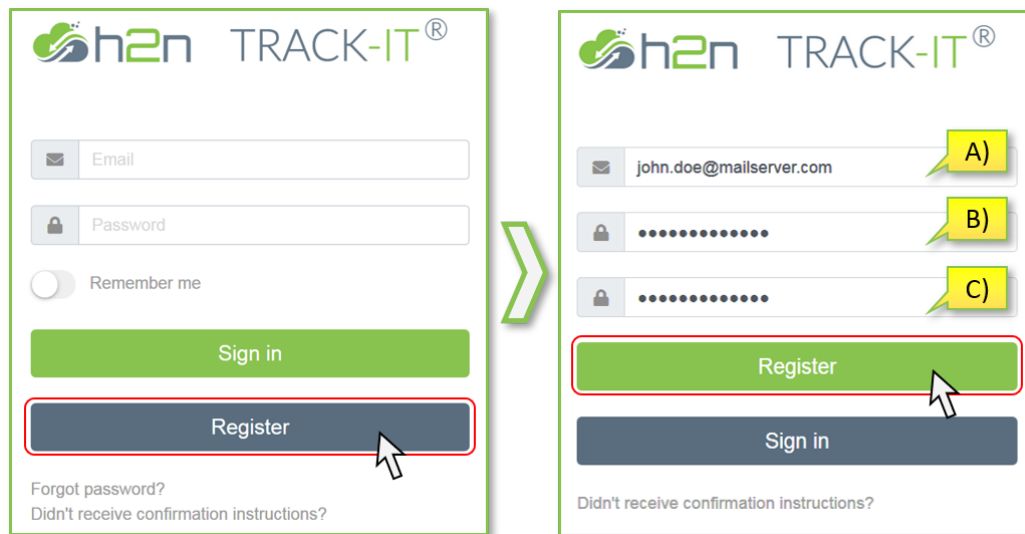 h2n TRACK-IT®
Email
Password
Remember me
Sign in
Register
Forgot password?
Didn't receive confirmation instructions?
h2n TRACK-IT®
john.doe@mailserver.com A)
•••••••••••••  B)
•••••••••••••  C)
Register
Sign in
Didn't receive confirmation instructions?